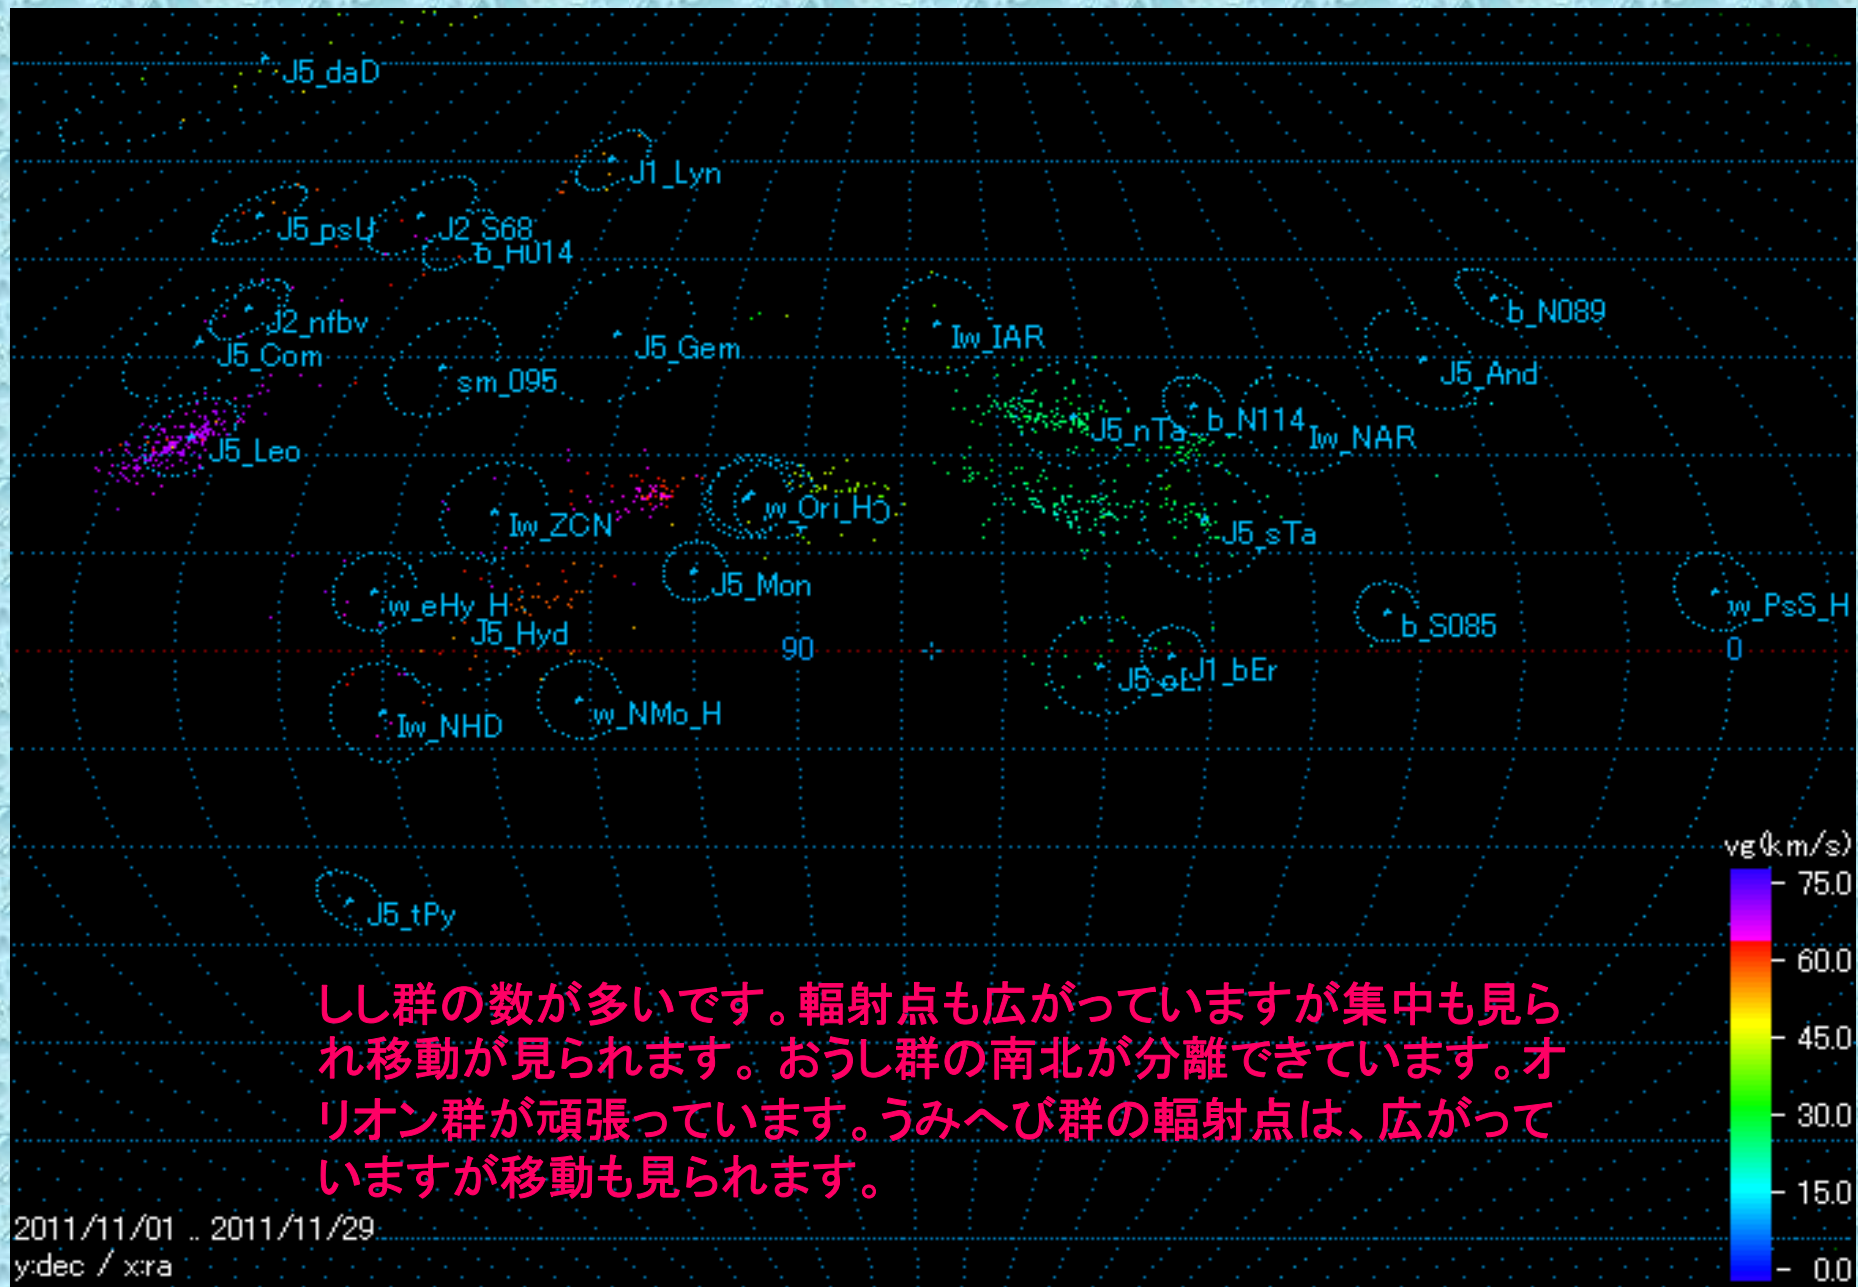 J5_daD
J1_Lyn
J5_psU
J2_S68
b_H014
J2_nfbv
J5_Com
sm_095
J5_Gem
Iw_IAR
b_N089
J5_And
J5_Leo
J5_nTa
b_N114
Iw_NAR
Iw_ZCN
w_Ori_H
J5_sTa
J5_Mon
w_eHy_H
J5_Hyd
w_PsS_H
b_S085
90
0
J1_bEr
Iw_NHD
w_NMo_H
J5_tPy
vg(km/s)
75.0
60.0
45.0
30.0
15.0
0.0
しし群の数が多いです。輻射点も広がっていますが集中も見ら
れ移動が見られます。おうし群の南北が分離できています。オ
リオン群が頑張っています。うみへび群の輻射点は、広がって
いますが移動も見られます。
2011/11/01 .. 2011/11/29
y:dec / x:ra